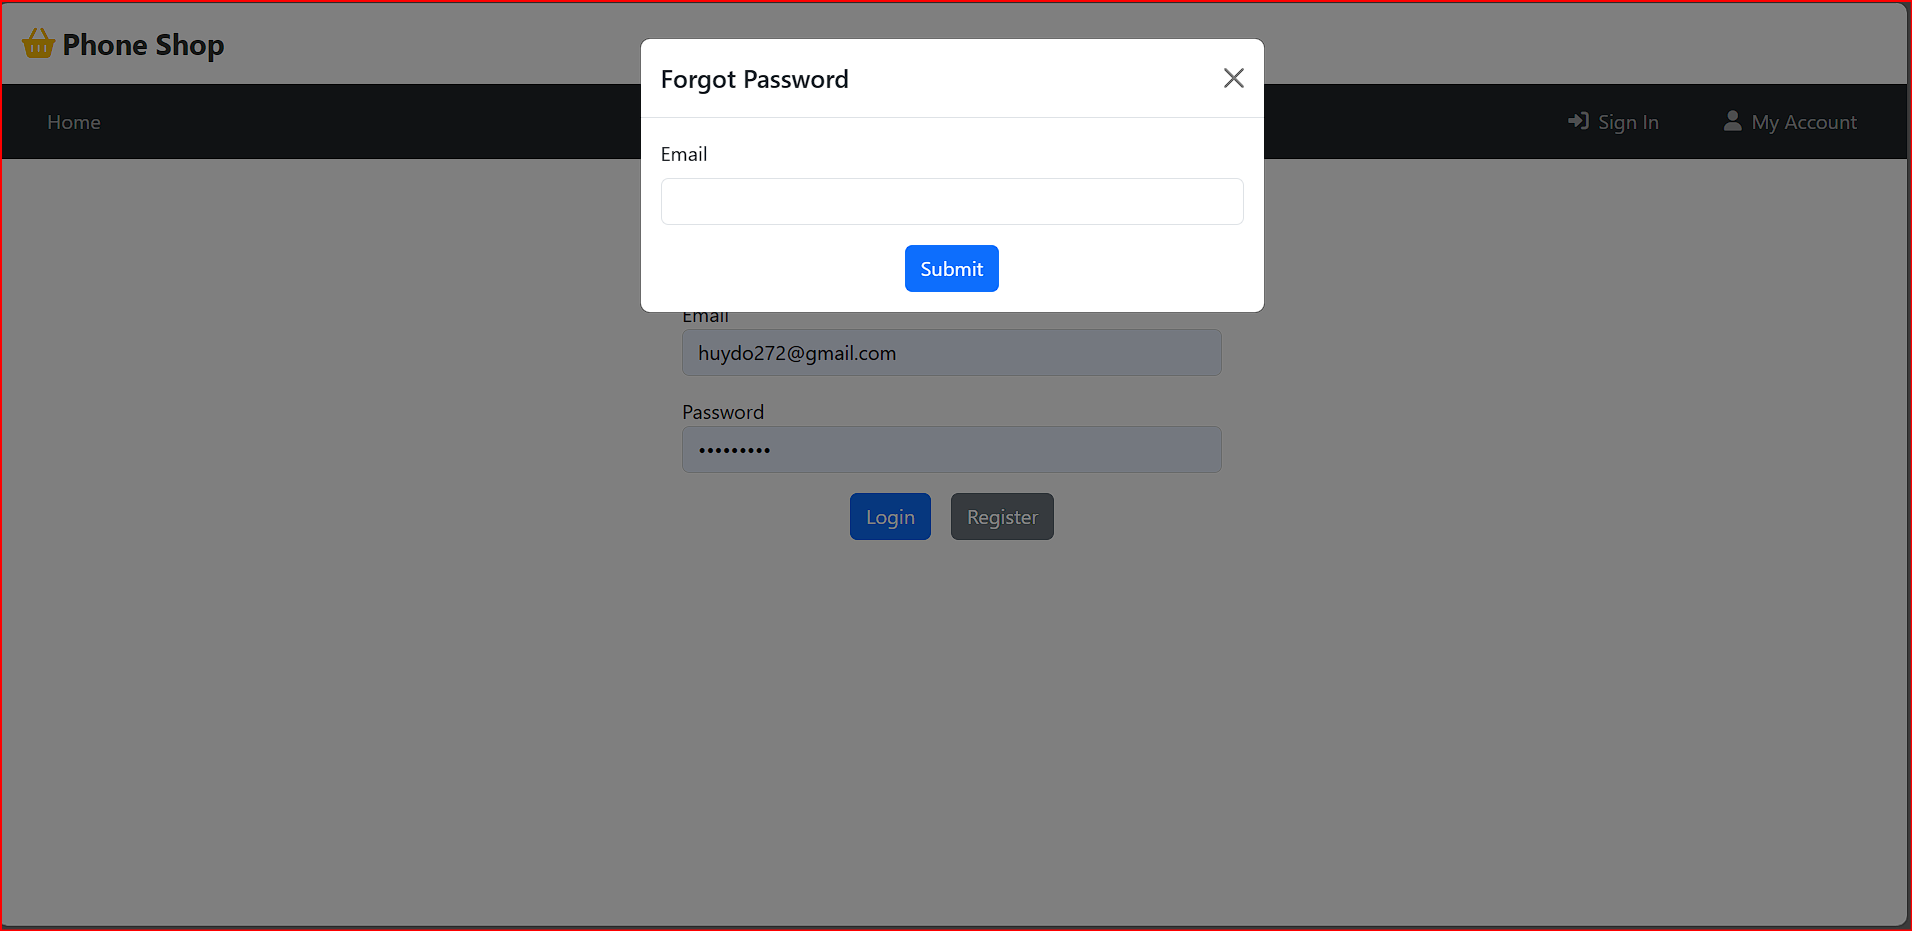 Phone Shop
Forgot Password
Home
Sign In
My Account
Email
Submit
Email
huydo272@gmail.com
Password
•••••••••
Login
Register